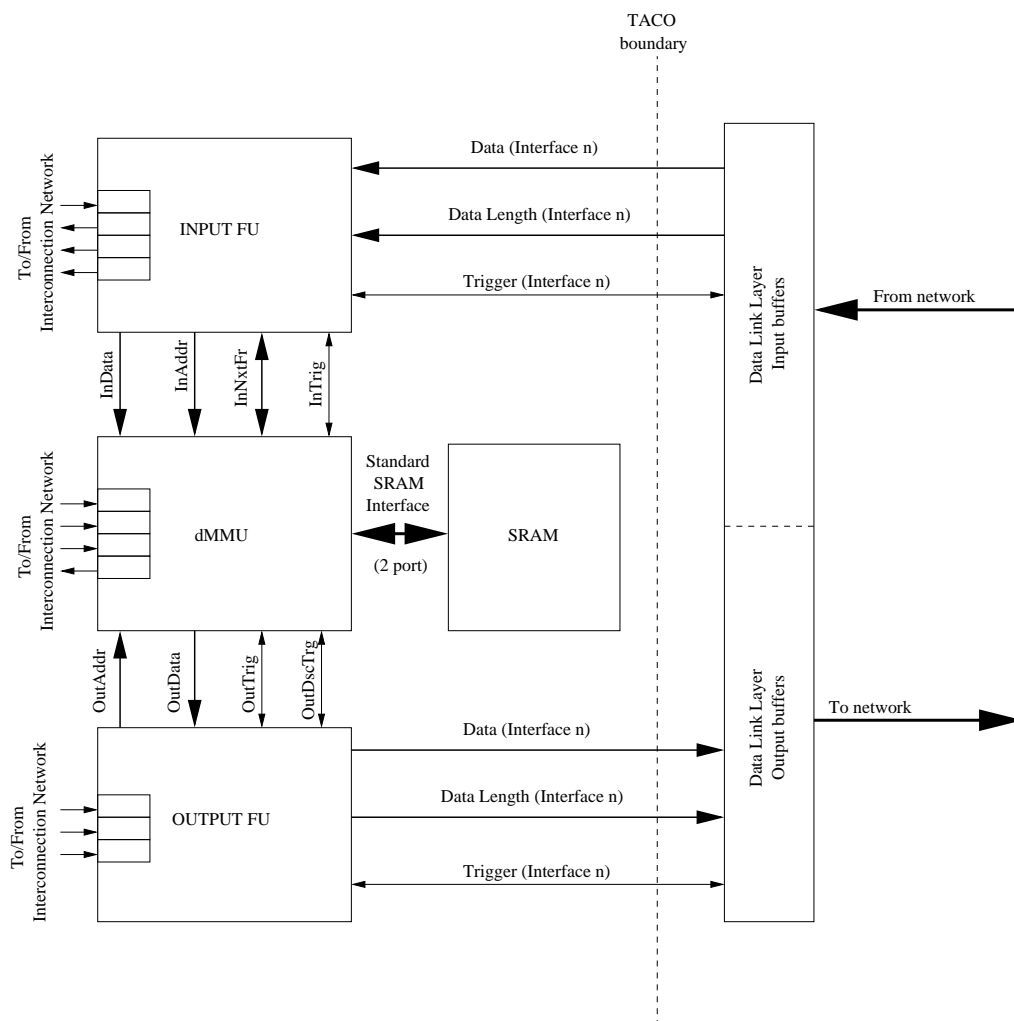 TACO
boundary
Data (Interface n)
Data Length (Interface n)
Trigger (Interface n)
To/From
Interconnection Network
INPUT FU
Data Link Layer
Input buffers
From network
InData
InAddr
InNxtFr
InTrig
To/From
Interconnection Network
dMMU
Standard
SRAM
Interface
(2 port)
SRAM
OutAddr
OutData
OutTrig
OutDscTrg
Data Link Layer
Output buffers
To network
To/From
Interconnection Network
OUTPUT FU
Data (Interface n)
Data Length (Interface n)
Trigger (Interface n)